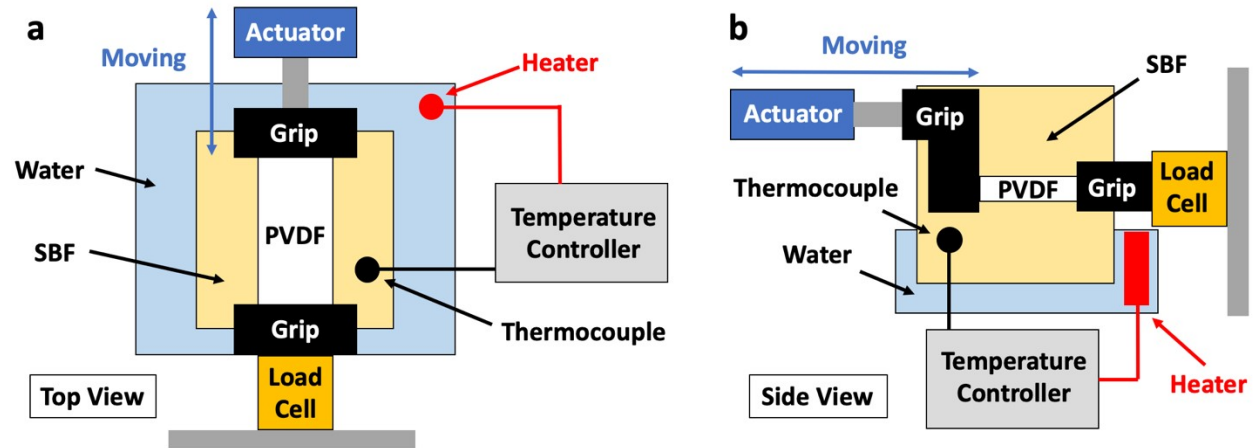 a
Actuator
Moving
Heater
Grip
Water
PVDF
Temperature
Controller
SBF
Thermocouple
Grip
Load
Cell
Top View
b
Moving
SBF
Actuator
Grip
Thermocouple
PVDF
Grip
Load
Cell
Water
Temperature
Controller
Heater
Side View